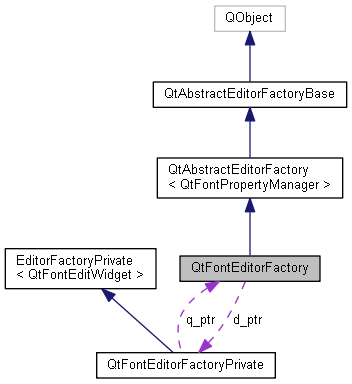 QObject
QtAbstractEditorFactoryBase
QtAbstractEditorFactory
< QtFontPropertyManager >
EditorFactoryPrivate
< QtFontEditWidget >
QtFontEditorFactory
q_ptr
d_ptr
QtFontEditorFactoryPrivate